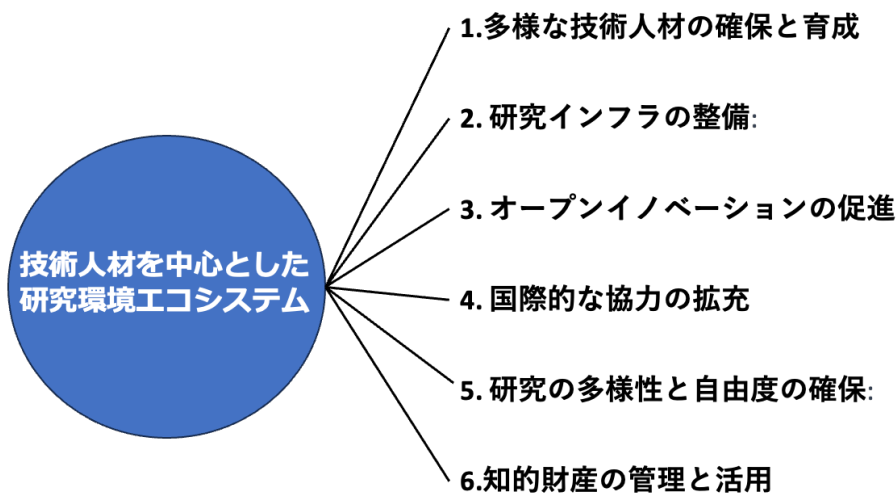 技術人材を中心とした
研究環境エコシステム
1.多様な技術人材の確保と育成
2. 研究インフラの整備:
3. オープンイノベーションの促進
4. 国際的な協力の拡充
5. 研究の多様性と自由度の確保:
6.知的財産の管理と活用